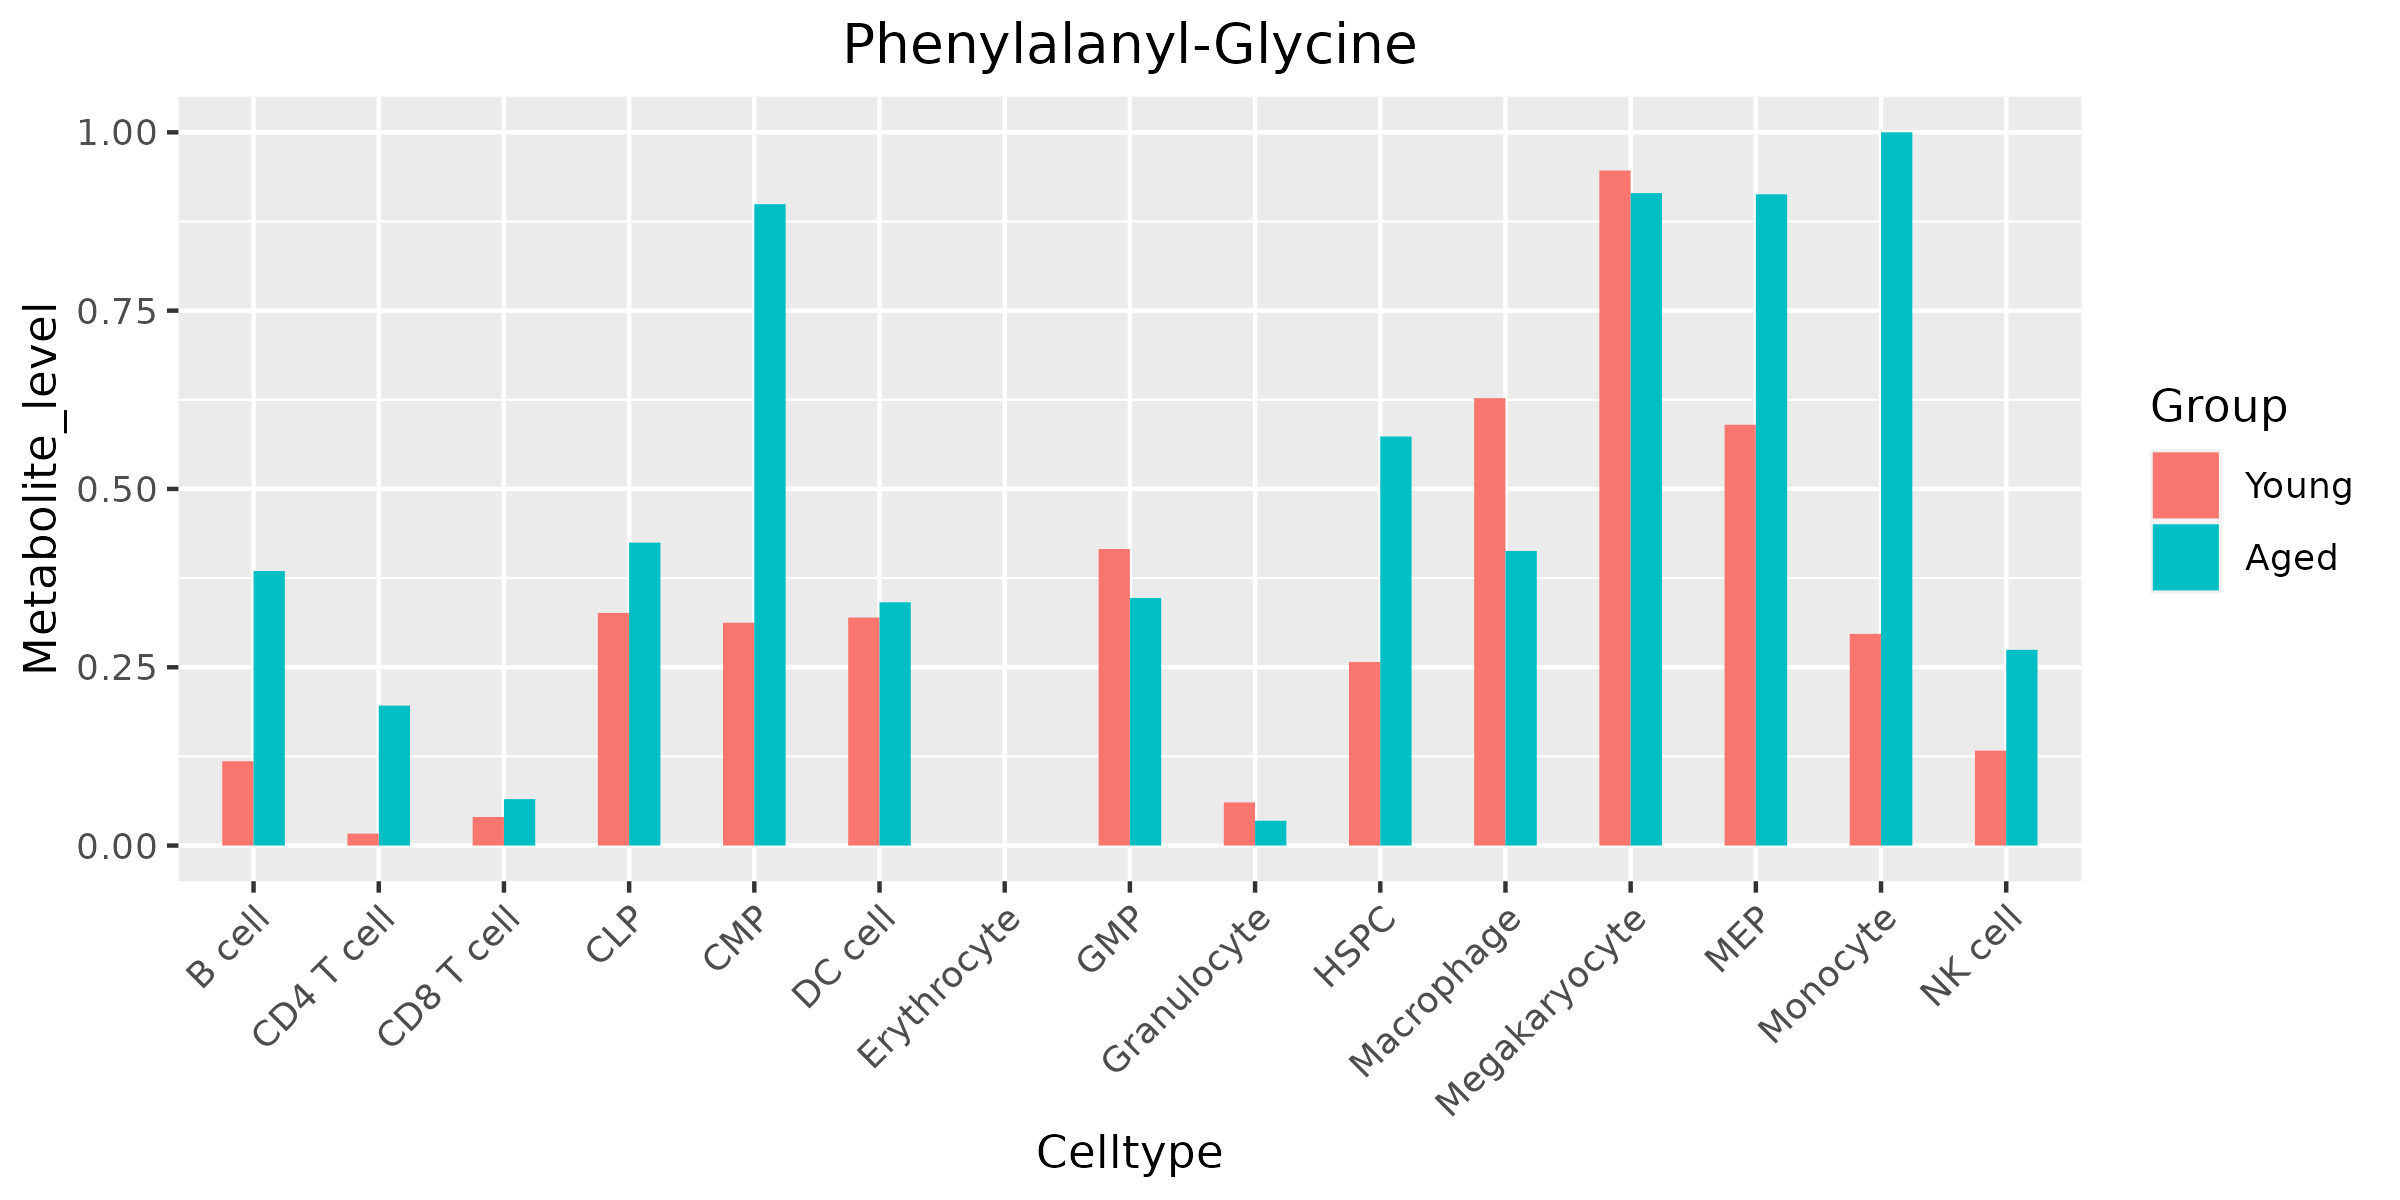 Phenylalanyl-Glycine
Metabolite_level
1.00
0.75
0.50
0.25
0.00
B cell
CD4 T cell
CD8 T cell
CLP
CMP
DC cell
Erythrocyte
GMP
Granulocyte
HSPC
Macrophage
Megakaryocyte
MEP
Monocyte
NK cell
Celltype
Group
Young
Aged